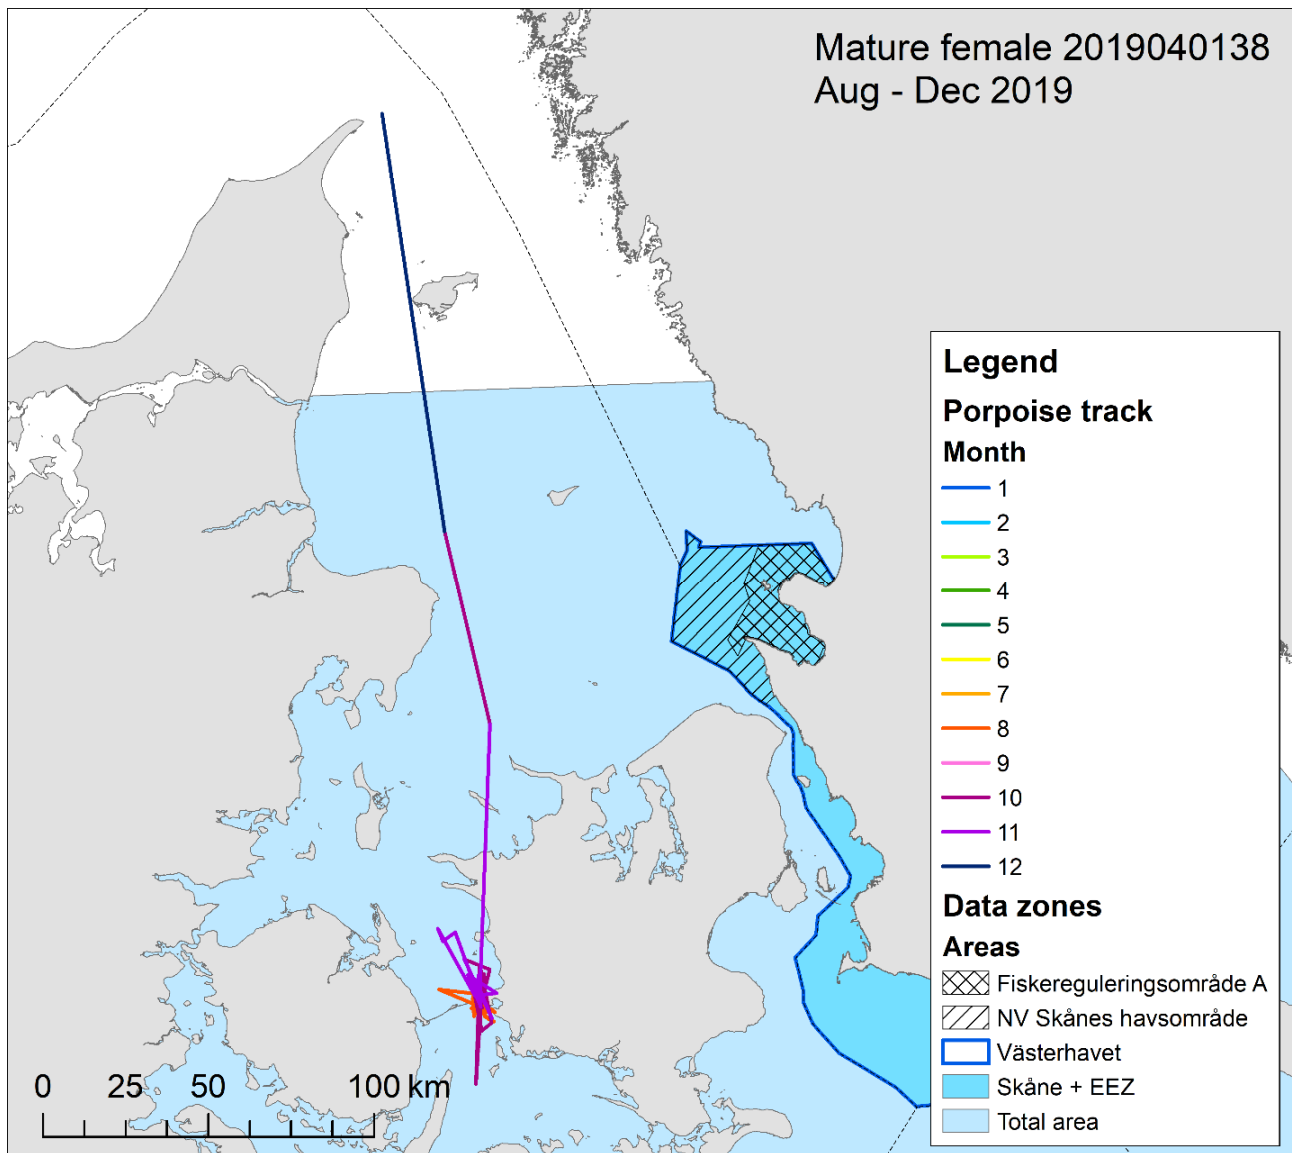 Mature female 2019040138
Aug - Dec 2019
Legend
Porpoise track
Month
1
2
3
4
5
6
7
8
9
10
11
12
Data zones
Areas
Fiskereguleringsområde A
NV Skånes havsområde
Västerhavet
Skåne + EEZ
Total area
0 25 50 100 km